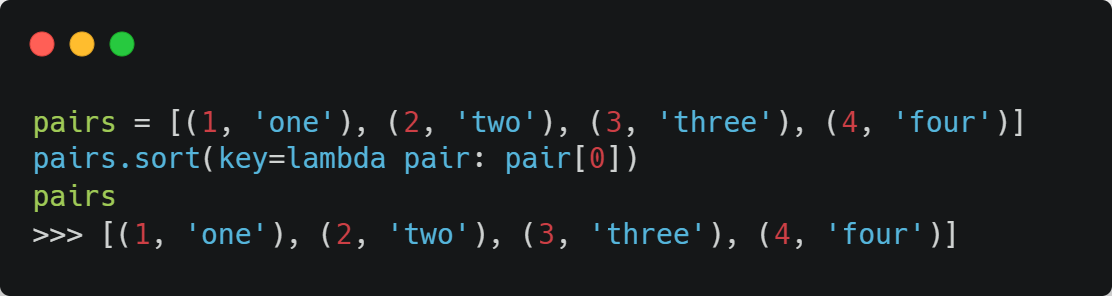 pairs = [(1, 'one'), (2, 'two'), (3, 'three'), (4, 'four')]
pairs.sort(key=lambda pair: pair[0])
pairs
>>> [(1, 'one'), (2, 'two'), (3, 'three'), (4, 'four')]